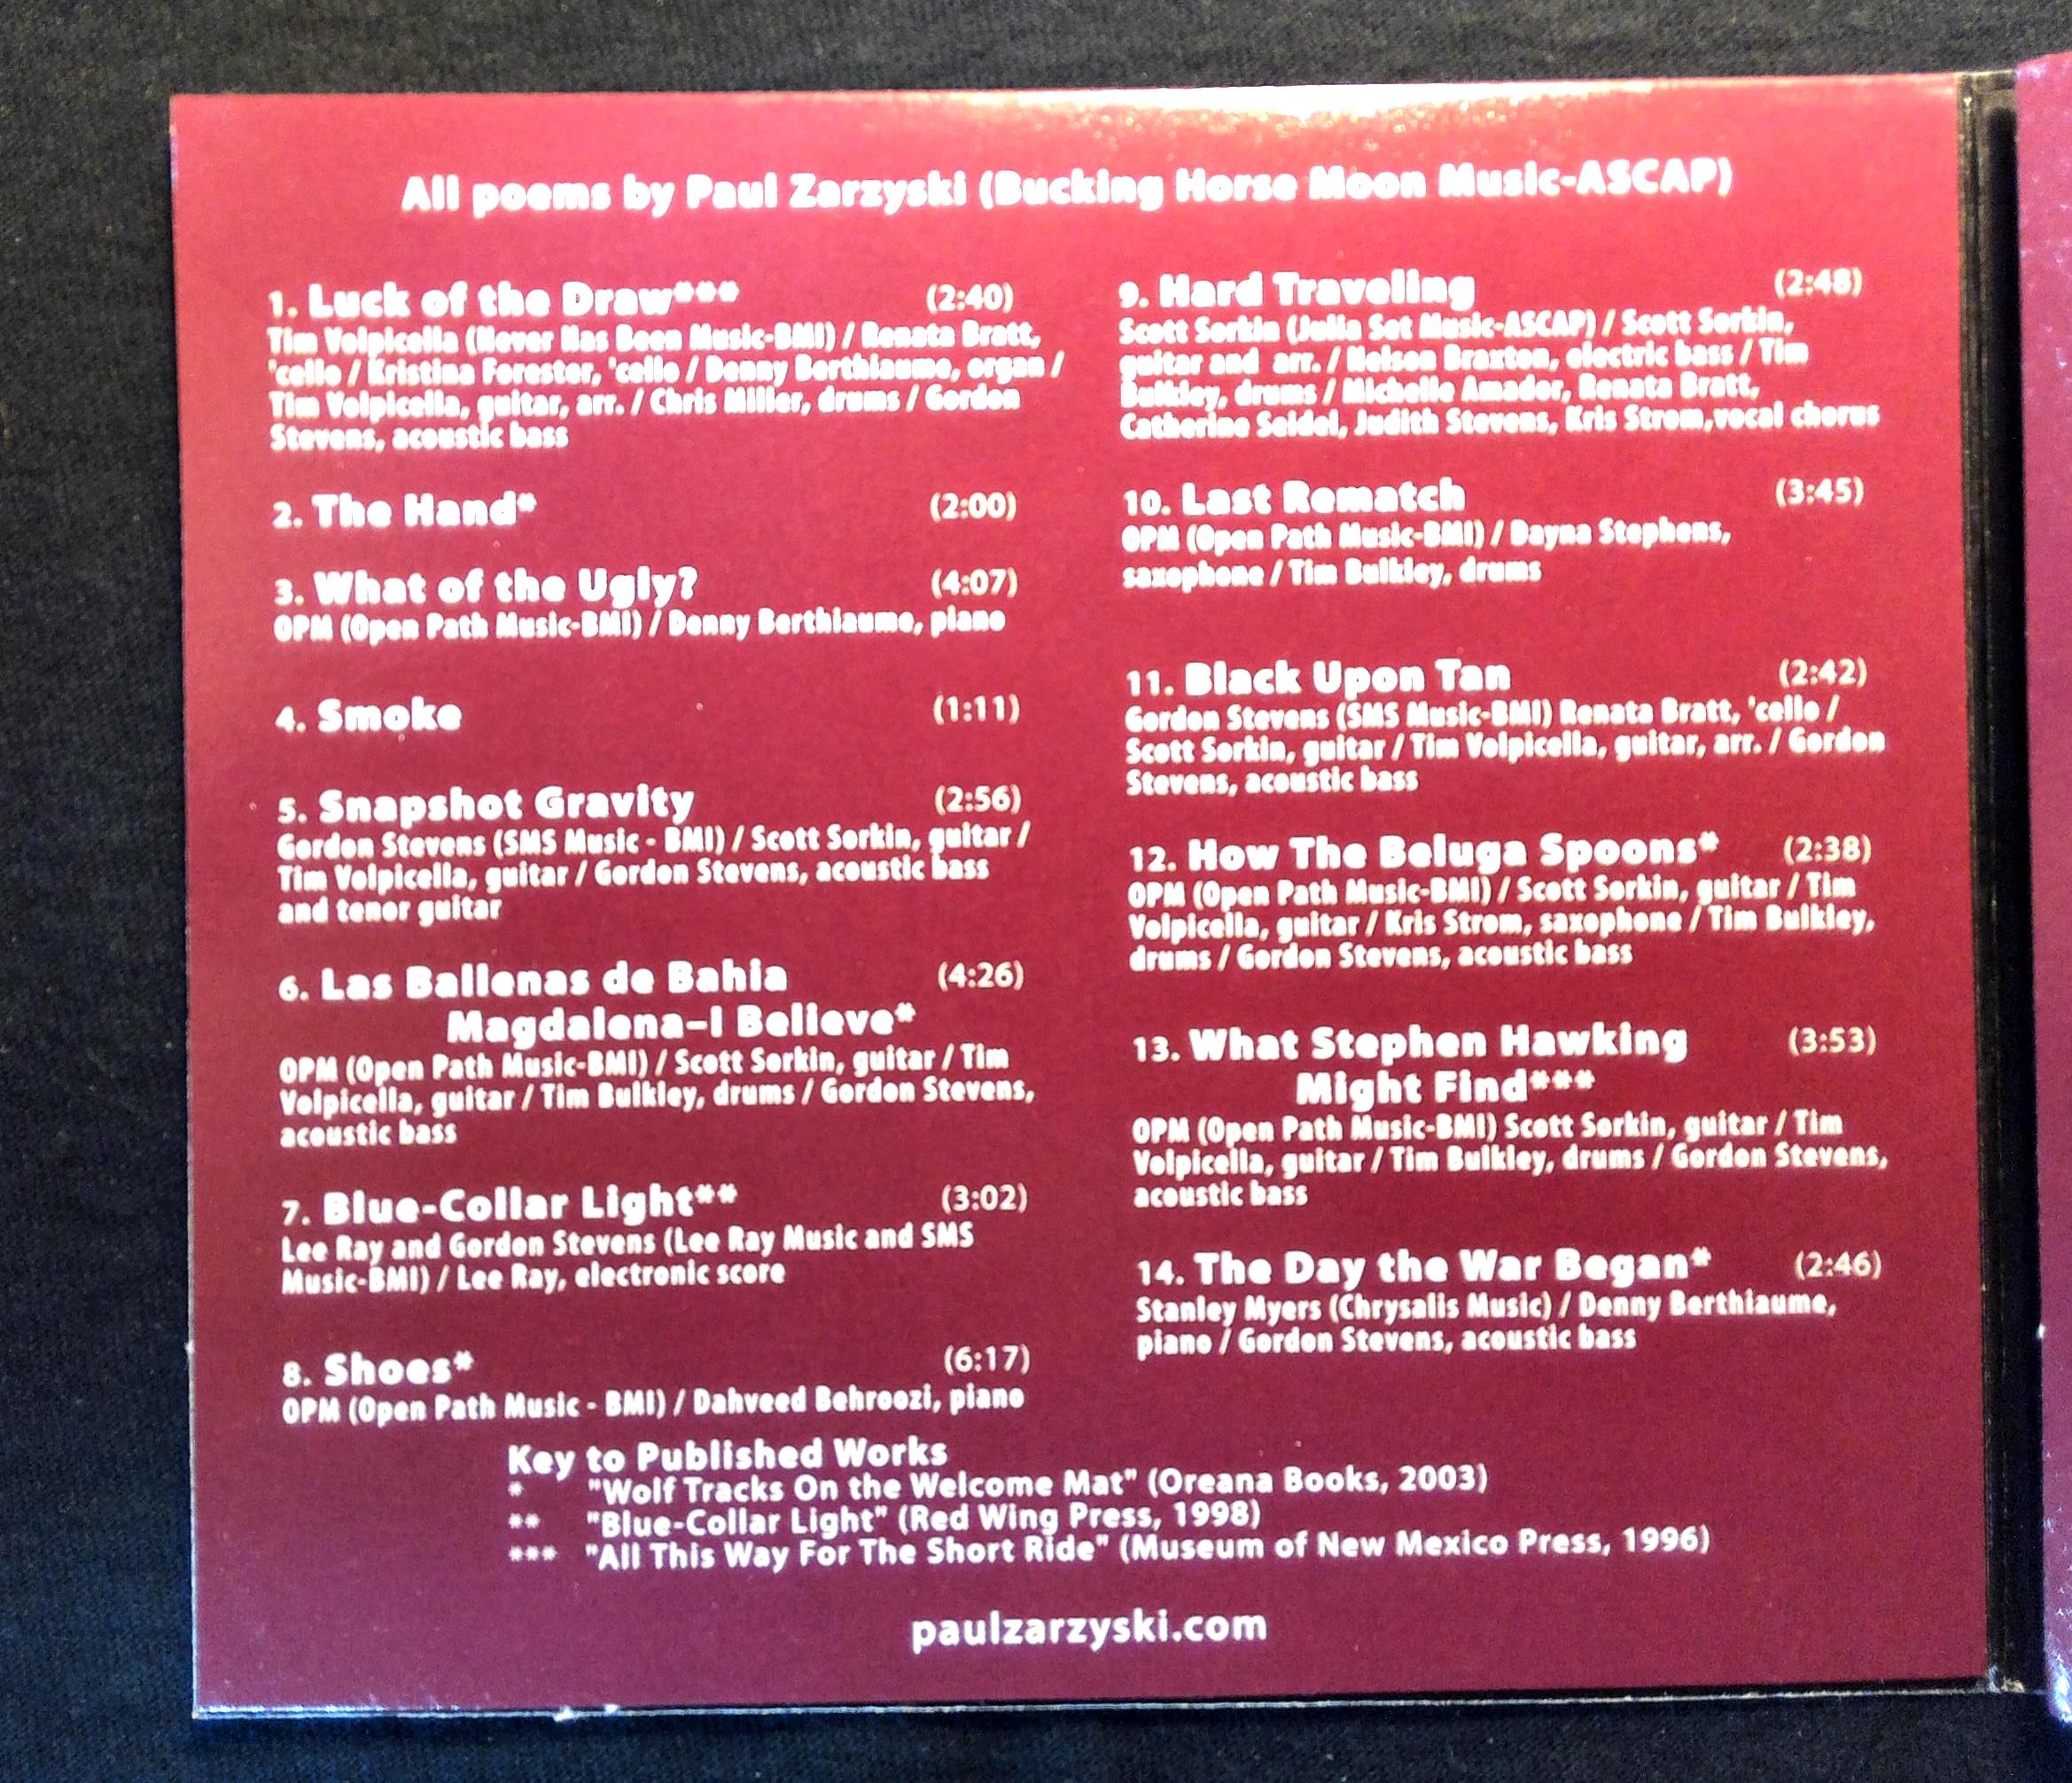 All poems by Paul Zarzyski (Bucking Horse Moon Music-ASCAP)
1. Luck of the Draw*** (2:40)
Tim Volpicella (Never Has Been Music-BMI) / Renata Bratt,
'cello / Kristina Forester, 'cello / Denny Berthiaume, organ /
Tim Volpicella, guitar, arr. / Chris Miller, drums / Gordon
Stevens, acoustic bass
2. The Hand* (2:00)
3. What of the Ugly? (4:07)
OPM (Open Path Music-BMI) / Denny Berthiaume, piano
4. Smoke (1:11)
5. Snapshot Gravity (2:56)
Gordon Stevens (SMS Music - BMI) / Scott Sorkin, guitar /
Tim Volpicella, guitar / Gordon Stevens, acoustic bass
and tenor guitar
6. Las Ballenas de Bahia (4:26)
Magdalena–I Believe*
OPM (Open Path Music-BMI) / Scott Sorkin, guitar / Tim
Volpicella, guitar / Tim Bulkley, drums / Gordon Stevens,
acoustic bass
7. Blue-Collar Light** (3:02)
Lee Ray and Gordon Stevens (Lee Ray Music and SMS
Music-BMI) / Lee Ray, electronic score
8. Shoes* (6:17)
OPM (Open Path Music - BMI) / Dahveed Behroozi, piano
9. Hard Traveling (2:48)
Scott Sorkin (Julia Set Music-ASCAP) / Scott Sorkin,
guitar and arr. / Nelson Braxton, electric bass / Tim
Bulkley, drums / Michelle Amador, Renata Bratt,
Catherine Seidel, Judith Stevens, Kris Strom,vocal chorus
10. Last Rematch (3:45)
OPM (Open Path Music-BMI) / Dayna Stephens,
saxophone / Tim Bulkley, drums
11. Black Upon Tan (2:42)
Gordon Stevens (SMS Music-BMI) Renata Bratt, 'cello /
Scott Sorkin, guitar / Tim Volpicella, guitar, arr. / Gordon
Stevens, acoustic bass
12. How The Beluga Spoons* (2:38)
OPM (Open Path Music-BMI) / Scott Sorkin, guitar / Tim
Volpicella, guitar / Kris Strom, saxophone / Tim Bulkley,
drums / Gordon Stevens, acoustic bass
13. What Stephen Hawking (3:53)
Might Find***
OPM (Open Path Music-BMI) Scott Sorkin, guitar / Tim
Volpicella, guitar / Tim Bulkley, drums / Gordon Stevens,
acoustic bass
14. The Day the War Began* (2:46)
Stanley Myers (Chrysalis Music) / Denny Berthiaume,
piano / Gordon Stevens, acoustic bass
Key to Published Works
* "Wolf Tracks On the Welcome Mat" (Oreana Books, 2003)
** "Blue-Collar Light" (Red Wing Press, 1998)
*** "All This Way For The Short Ride" (Museum of New Mexico Press, 1996)
paulzarzyski.com